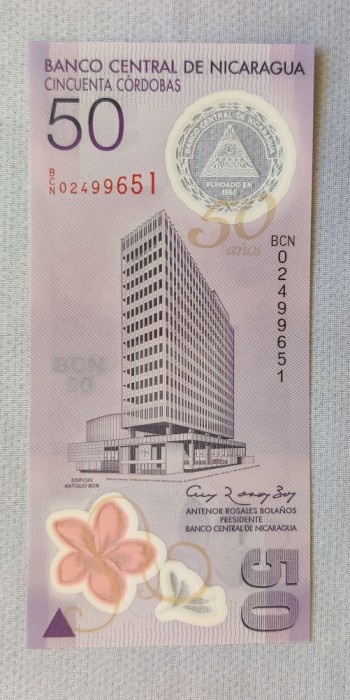 BANCO CENTRAL DE NICARAGUA
CINCUENTA CÓRDOBAS
50
BANCO CENTRAL DE NICARAGUA
FUNDADO EN
1960
BCN 02499651
50
años
BCN
02499651
BCN
50
EDIFICIO
ANTIGUO BCN
ANTENOR ROSALES BOLAÑOS
PRESIDENTE
BANCO CENTRAL DE NICARAGUA
50